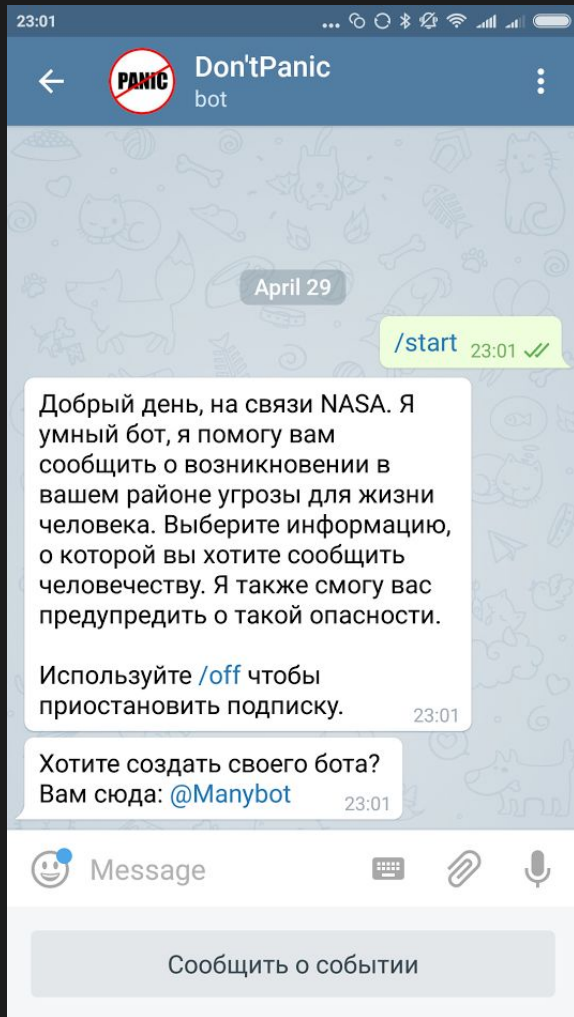 23:01
PANIC
Don'tPanic
bot
April 29
/start 23:01
Добрый день, на связи NASA. Я
умный бот, я помогу вам
сообщить о возникновении в
вашем районе угрозы для жизни
человека. Выберите информацию,
о которой вы хотите сообщить
человечеству. Я также смогу вас
предупредить о такой опасности.
Используйте /off чтобы
приостановить подписку. 23:01
Хотите создать своего бота?
Вам сюда: @Manybot 23:01
Message
Сообщить о событии